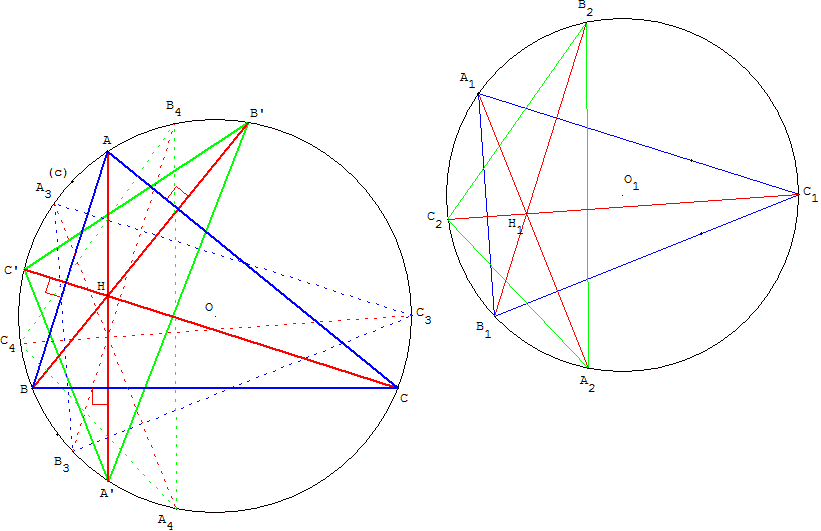 B₂
A₁
B₄
B'
A
(c)
A₃
O₁
C₁
C₂
H₁
C'
H
O
C₃
B₁
C₄
A₂
B
C
B₃
A'
A₄